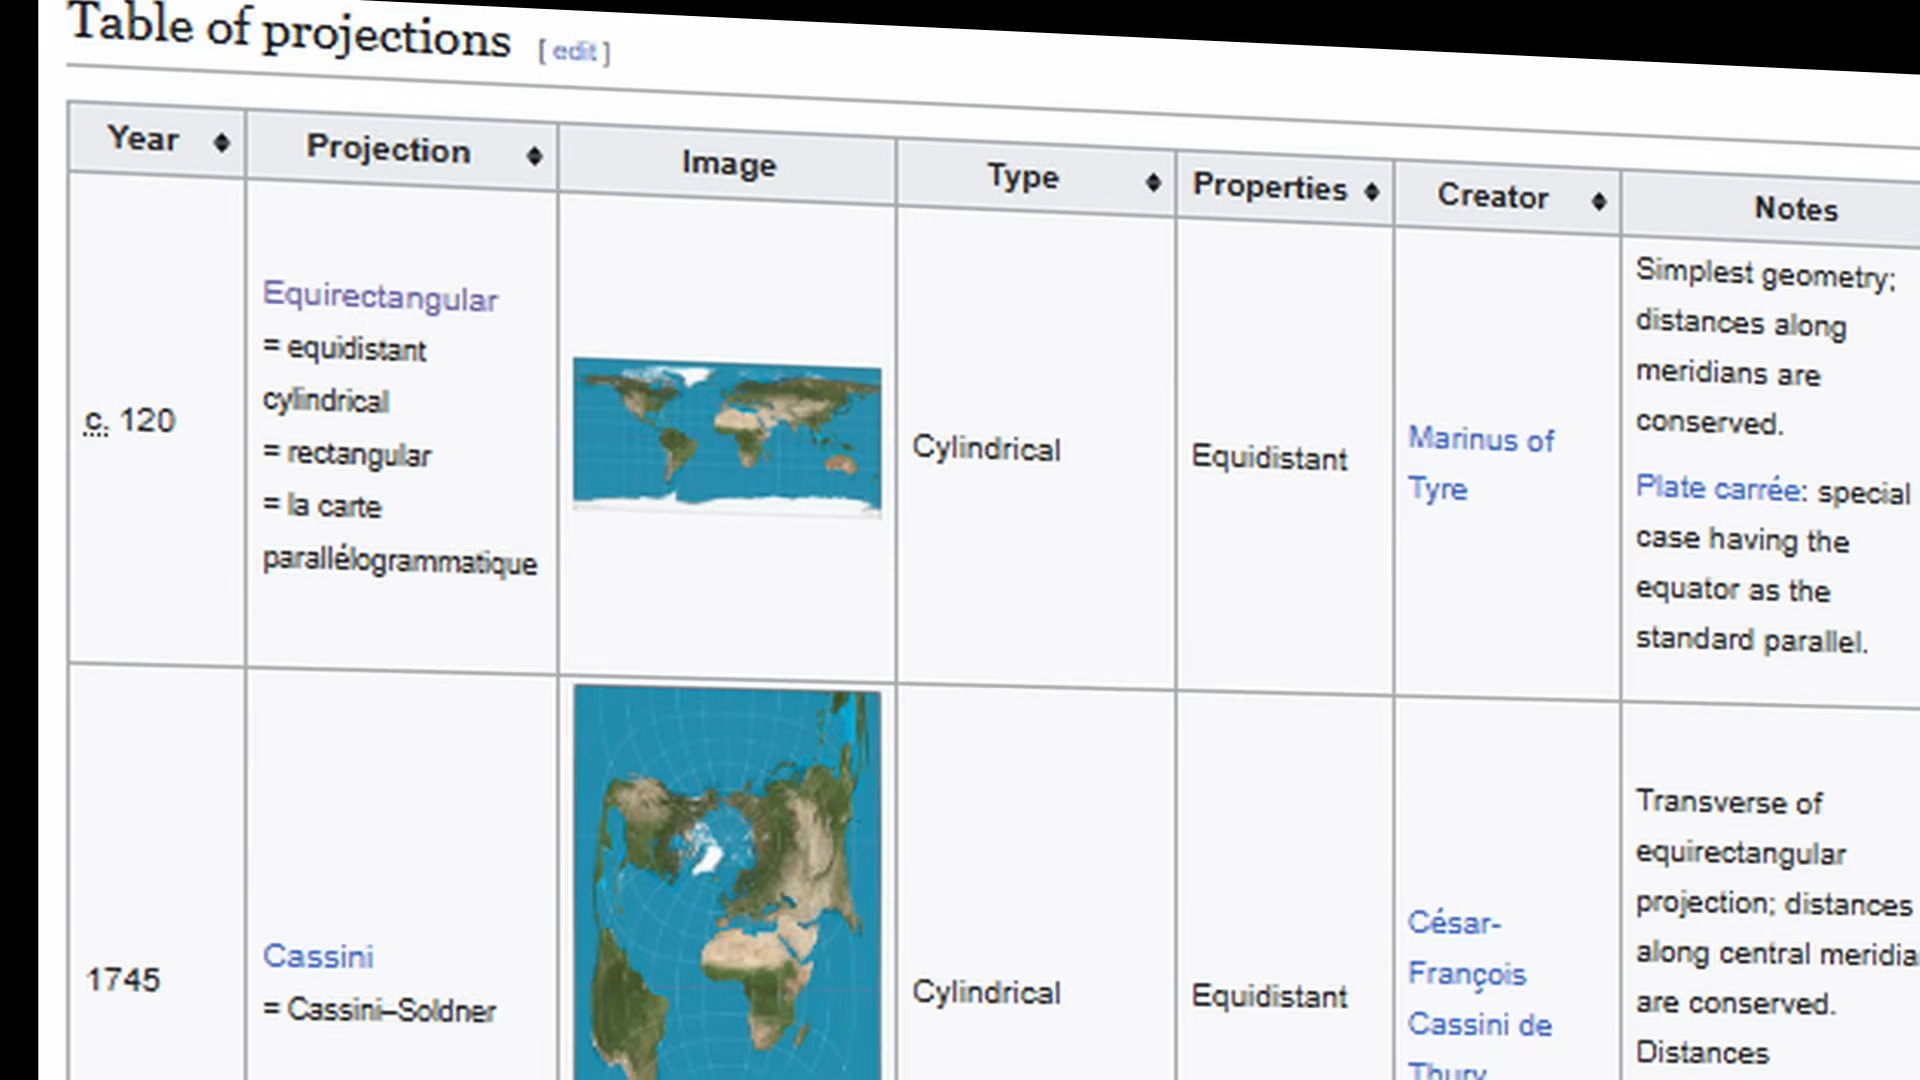 Table of projections [ edit ]
Year Projection Image Type Properties Creator Notes
c. 120
Equirectangular
= equidistant
cylindrical
= rectangular
= la carte
parallélogrammatique
Cylindrical
Equidistant
Marinus of
Tyre
Simplest geometry;
distances along
meridians are
conserved.
Plate carrée: special
case having the
equator as the
standard parallel.
1745
Cassini
= Cassini–Soldner
Cylindrical
Equidistant
César-
François
Cassini de
Thury
Transverse of
equirectangular
projection; distances
along central
are conserved.
Distances